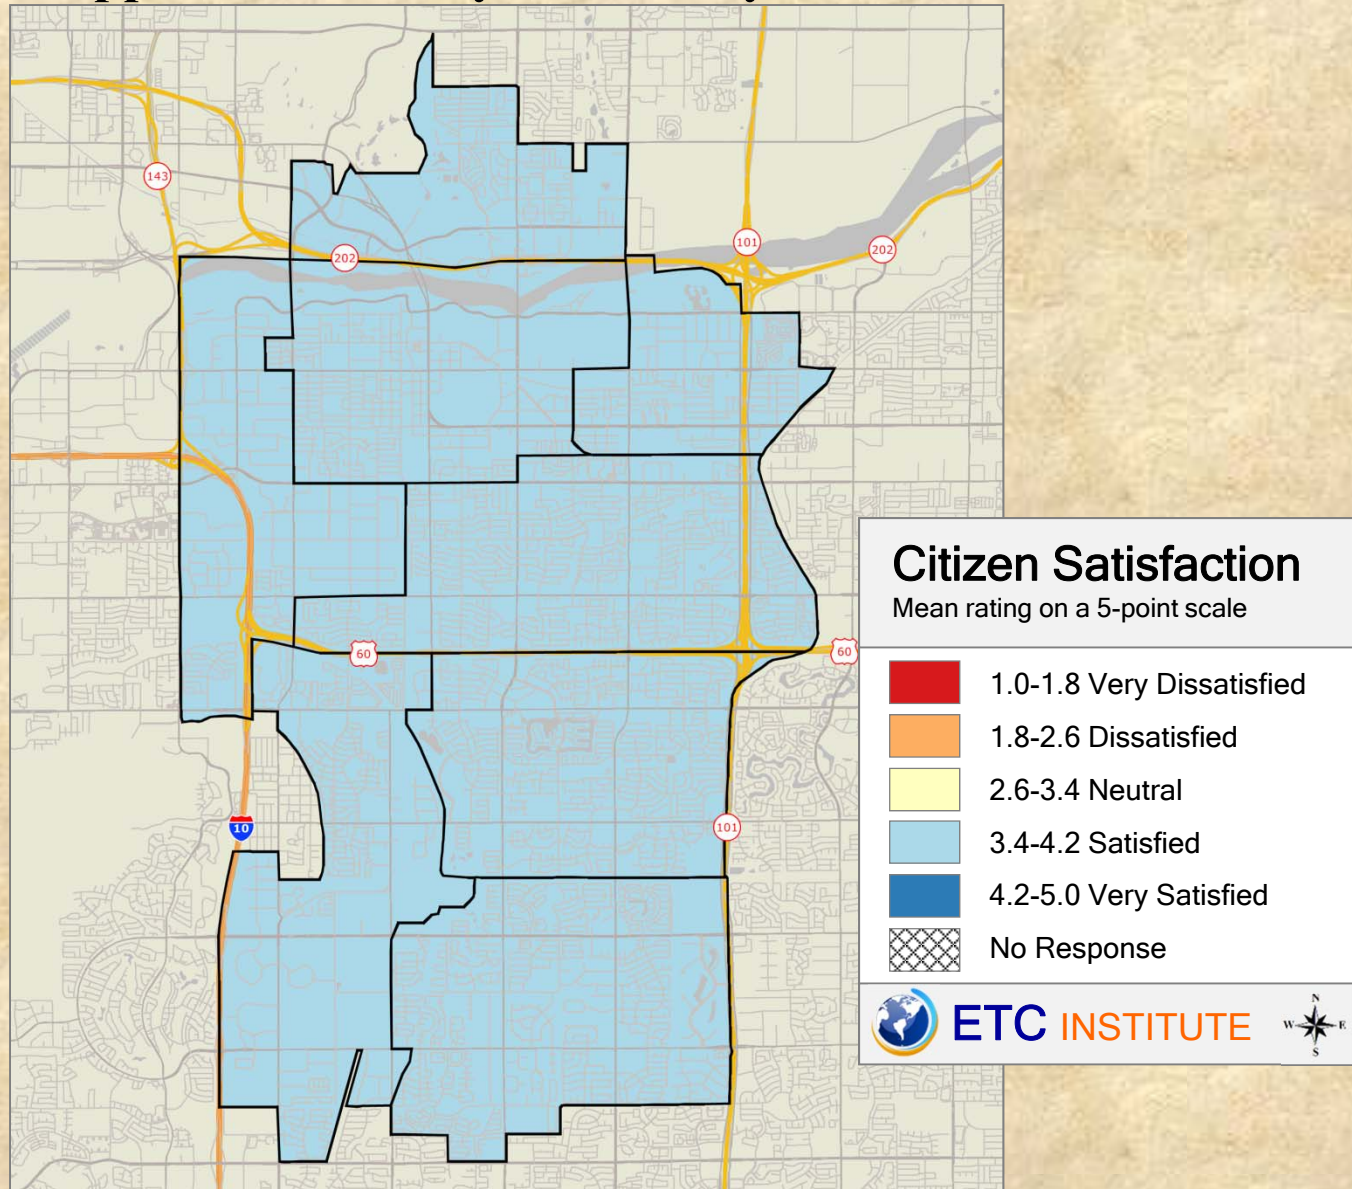 143
202
101
202
Citizen Satisfaction
Mean rating on a 5-point scale
60
60
1.0-1.8 Very Dissatisfied
1.8-2.6 Dissatisfied
2.6-3.4 Neutral
10
101
3.4-4.2 Satisfied
4.2-5.0 Very Satisfied
No Response
ETC INSTITUTE
N
W E
S